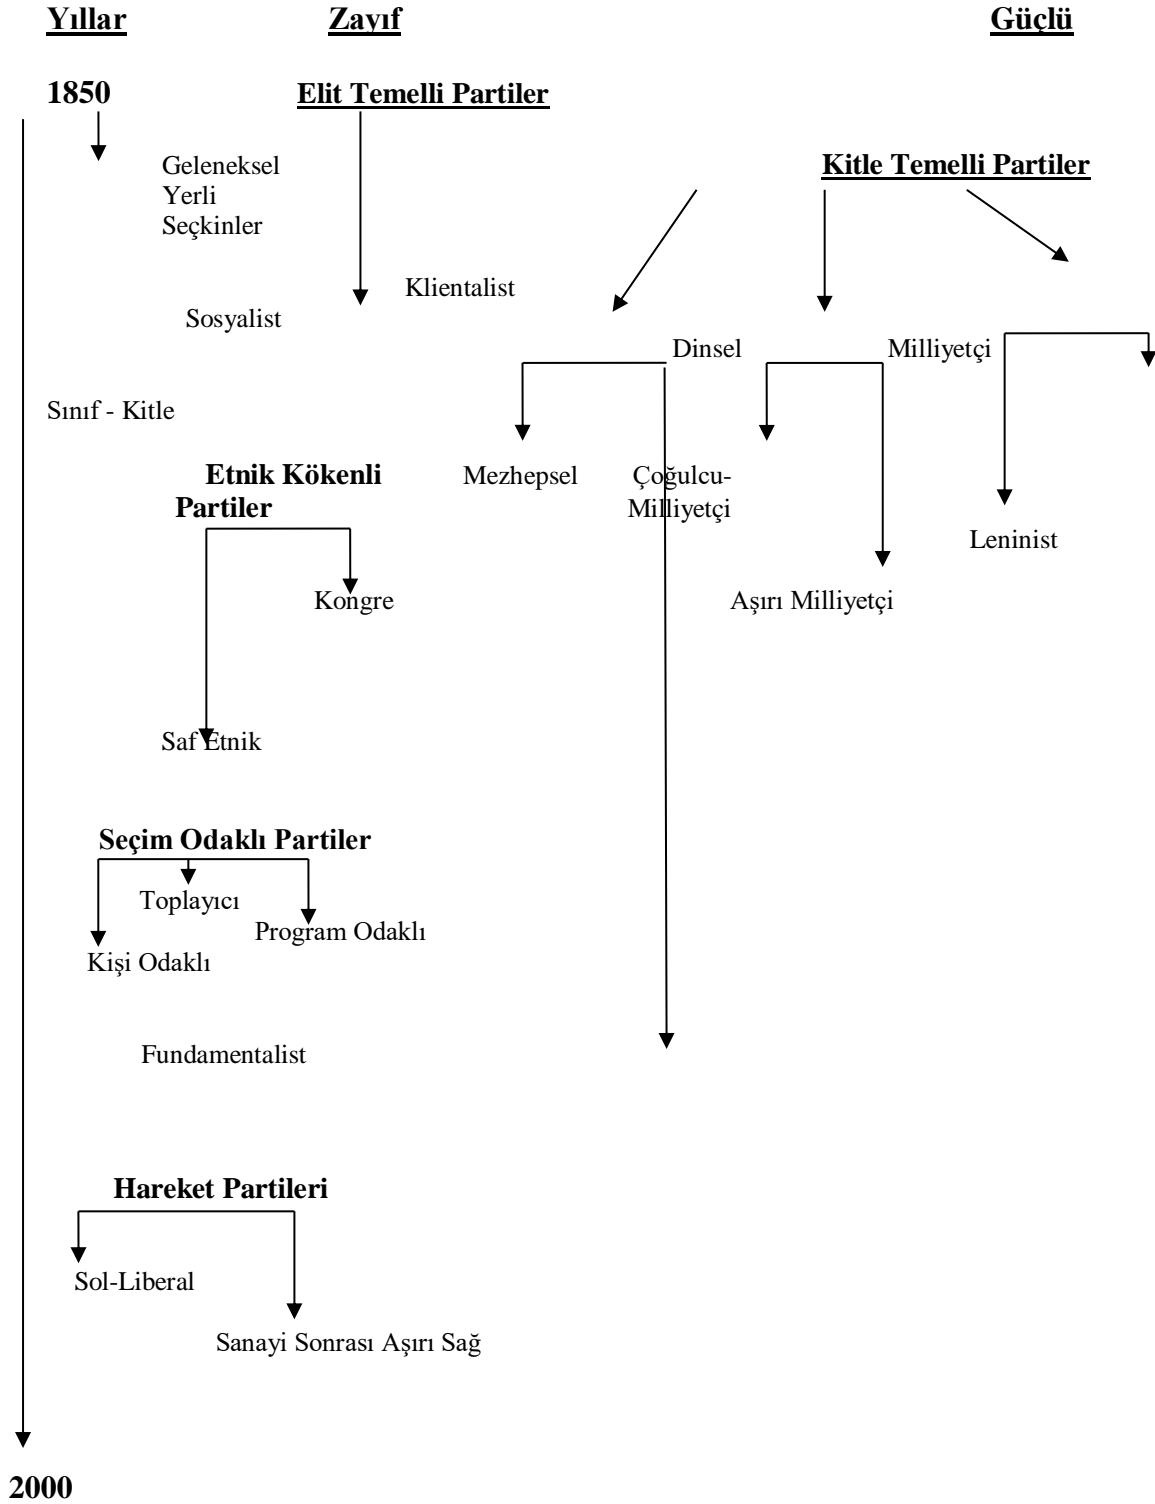 Yıllar Zayıf Güçlü
1850 Elit Temelli Partiler
Kitle Temelli Partiler
Geleneksel
Yerli
Seçkinler
Klientalist
Sosyalist
Dinsel Milliyetçi
Sınıf - Kitle
Etnik Kökenli
Partiler
Mezhepsel
Çoğulcu-
Milliyetçi
Leninist
Kongre
Aşırı Milliyetçi
Saf Etnik
Seçim Odaklı Partiler
Toplayıcı
Program Odaklı
Kişi Odaklı
Fundamentalist
Hareket Partileri
Sol-Liberal
Sanayi Sonrası Aşırı Sağ
2000